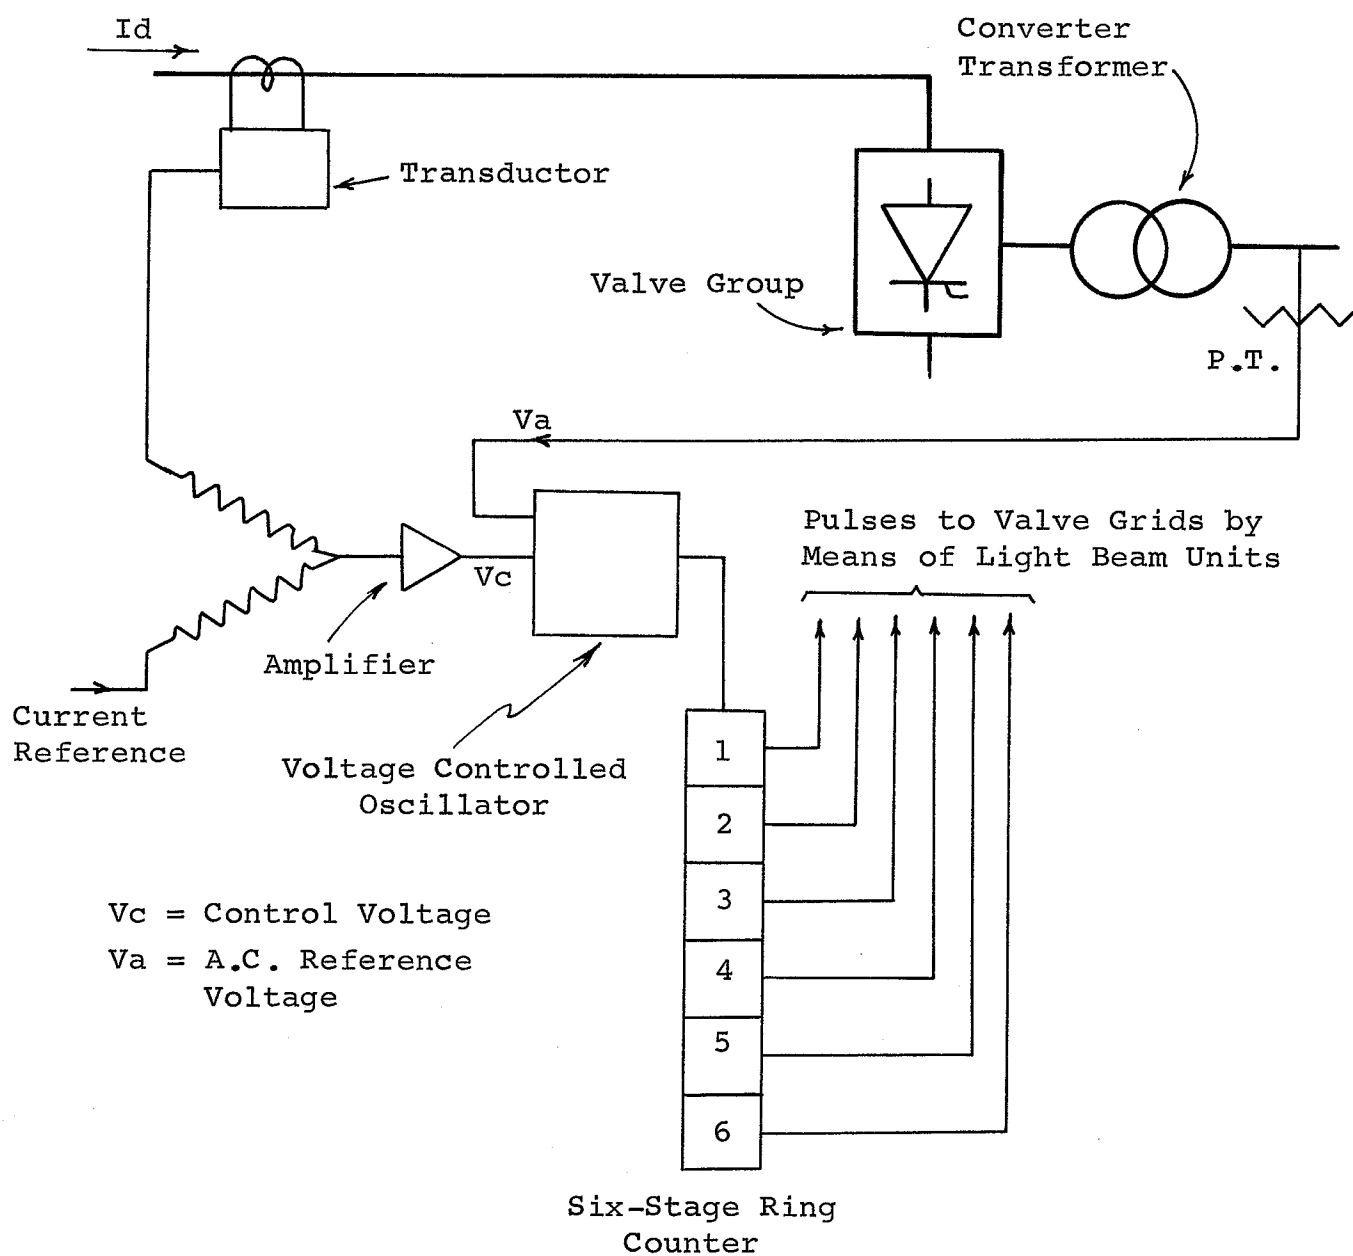 Id
Converter
Transformer
Transductor
Valve Group
P.T.
Va
Pulses to Valve Grids by
Means of Light Beam Units
Vc
Amplifier
Current
Reference
Voltage Controlled
Oscillator
1
2
3
4
5
6
Vc = Control Voltage
Va = A.C. Reference
Voltage
Six-Stage Ring
Counter